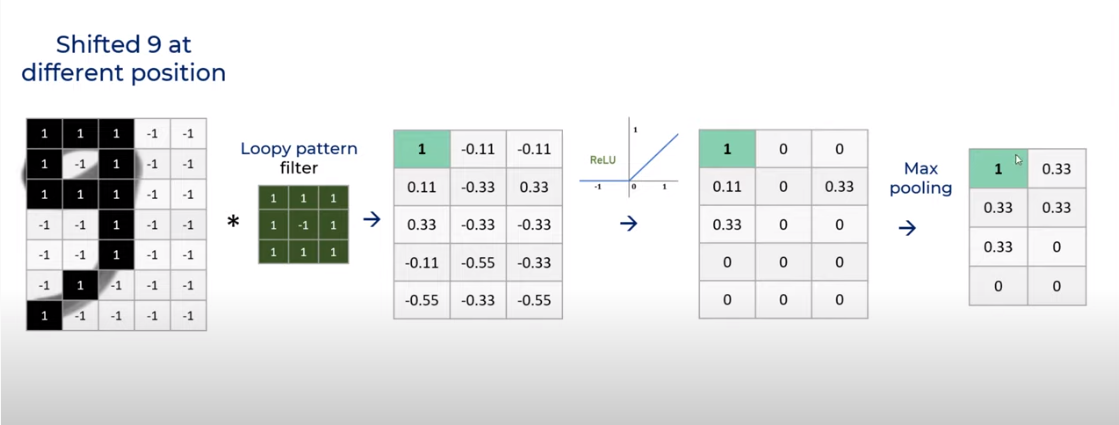 Shifted 9 at
different position
1 1 1 -1 -1
1 -1 1 -1 -1
1 1 1 -1 -1
-1 -1 1 -1 -1
-1 -1 1 -1 -1
-1 1 -1 -1 -1
1 -1 -1 -1 -1
*
Loopy pattern
filter
1 1 1
1 -1 1
1 1 1
→
1 -0.11 -0.11
0.11 -0.33 0.33
0.33 -0.33 -0.33
-0.11 -0.55 -0.33
-0.55 -0.33 -0.55
1
ReLU
-1 0 1
→
1 0 0
0.11 0 0.33
0.33 0 0
0 0 0
0 0 0
Max
pooling
→
1 0.33
0.33 0.33
0.33 0
0 0